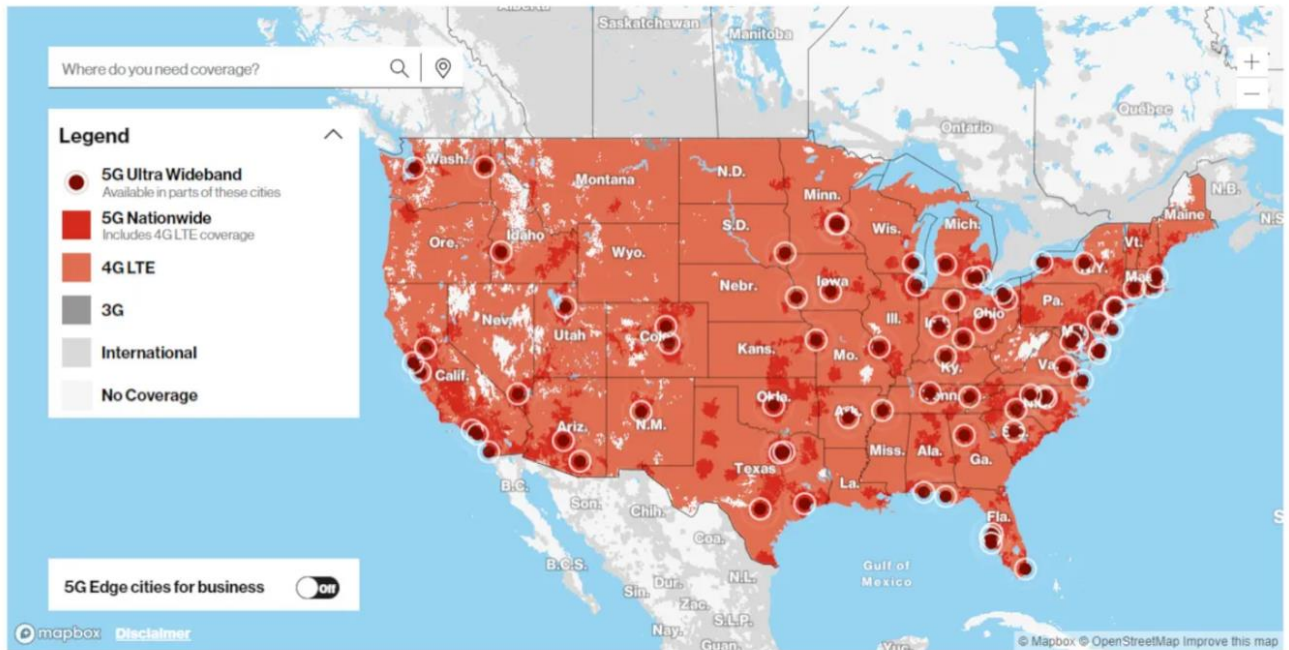 Alberta
Saskatchewan
Manitoba
Where do you need coverage?
Québec
Ontario
Legend
5G Ultra Wideband
Available in parts of these cities
5G Nationwide
Includes 4G LTE coverage
4G LTE
3G
International
No Coverage
Wash.
Montana
N.D.
Minn.
N.B.
Maine
N.S
Ore.
Idaho
S.D.
Wis.
Mich.
Vt.
Wyo.
N.Y.
Nebr.
Iowa
Pa.
Nev.
Utah
Ill.
Ohio
Kans.
Mo.
Calif.
Ky.
Va
Okla.
Ark.
Ariz.
N.M.
Miss.
Ala.
Ga.
Texas
La.
B.C.
Son.
Chih.
Fla.
Coa.
B.C.S.
Gulf of
Mexico
Dur.
N.L.
Sin.
Zac.
S.L.P.
Nay.
Guan.
Yuc.
5G Edge cities for business
Off
mapbox Disclaimer
© Mapbox © OpenStreetMap Improve this map